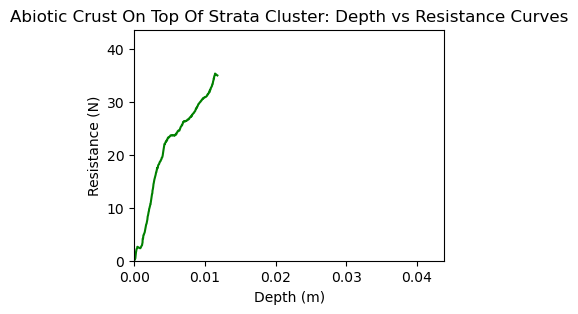 Abiotic Crust On Top Of Strata Cluster: Depth vs Resistance Curves
40
30
20
10
0
Resistance (N)
0.00 0.01 0.02 0.03 0.04
Depth (m)